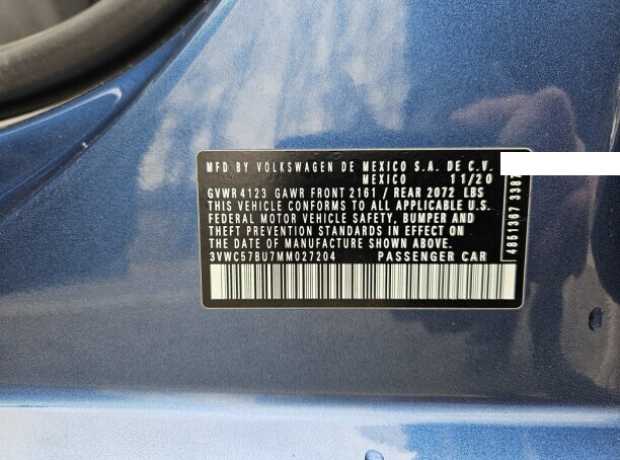 MFD BY VOLKSWAGEN DE MEXICO S.A. DE C.V.
MEXICO 11/20
GVWR 4123 GAWR FRONT 2161 / REAR 2072 LBS
THIS VEHICLE CONFORMS TO ALL APPLICABLE U.S.
FEDERAL MOTOR VEHICLE SAFETY, BUMPER AND
THEFT PREVENTION STANDARDS IN EFFECT ON
THE DATE OF MANUFACTURE SHOWN ABOVE.
3VWC57BU7MM027204 PASSENGER CAR
4851367 3387